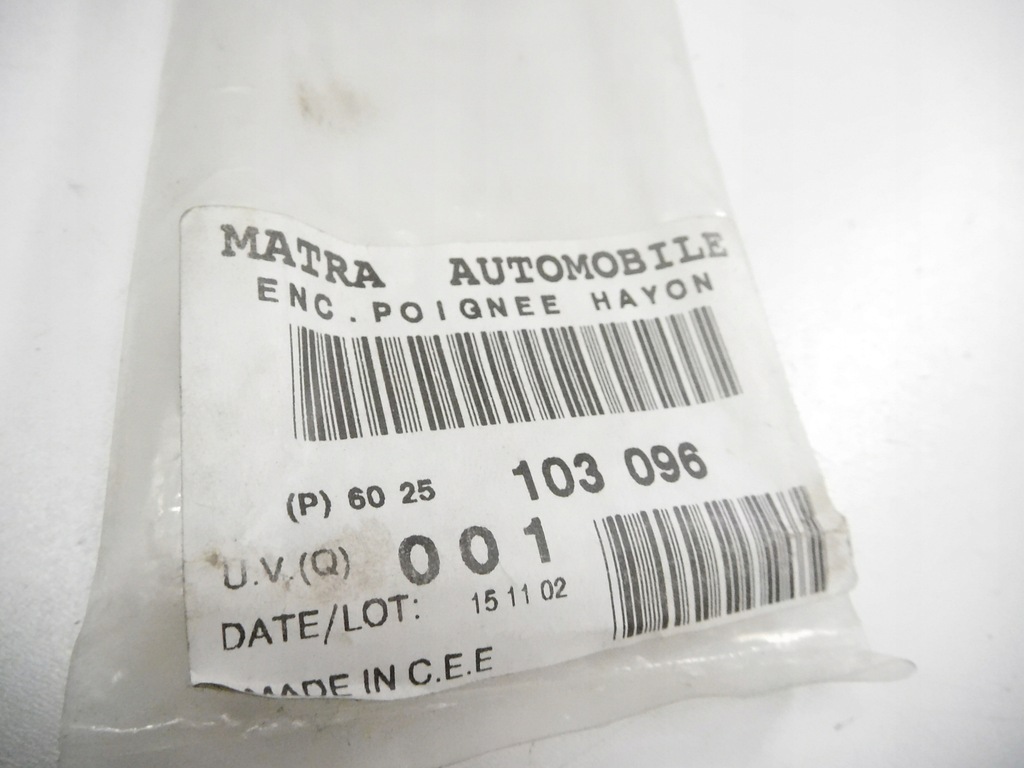 MATRA AUTOMOBILE
ENC. POIGNEE HAYON
(P) 60 25 103 096
U.V.(Q) 001
DATE/LOT: 15 11 02
MADE IN C.E.E